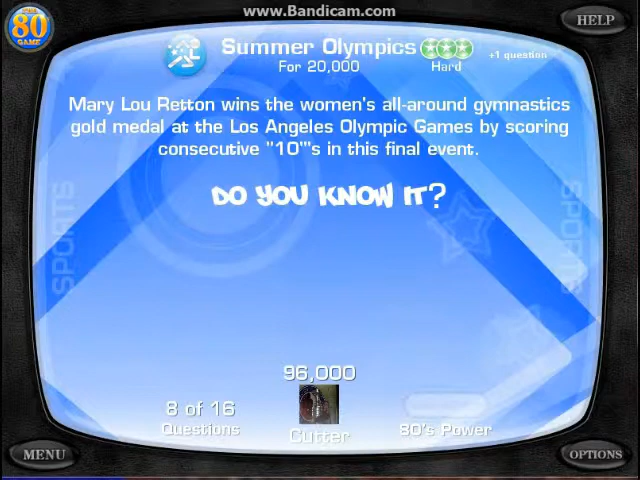 www.Bandicam.com
80
GAME
HELP
Summer Olympics
For 20,000
Hard
+1 question
Mary Lou Retton wins the women's all-around gymnastics
gold medal at the Los Angeles Olympic Games by scoring
consecutive "10"'s in this final event.
DO YOU KNOW IT?
SPORTS
SPORTS
96,000
8 of 16
Questions
Cutter
80's Power
MENU
OPTIONS